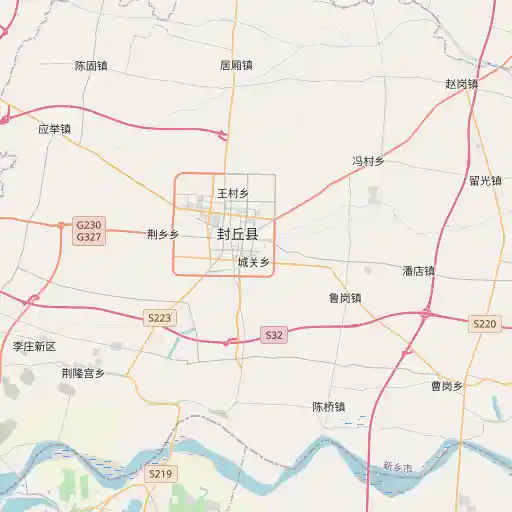 居厢镇
陈固镇
赵岗镇
应举镇
冯村乡
留光镇
王村乡
G230
G327
荆乡乡
封丘县
城关乡
潘店镇
鲁岗镇
S223
S220
S32
李庄新区
荆隆宫乡
曹岗乡
陈桥镇
新乡市
S219